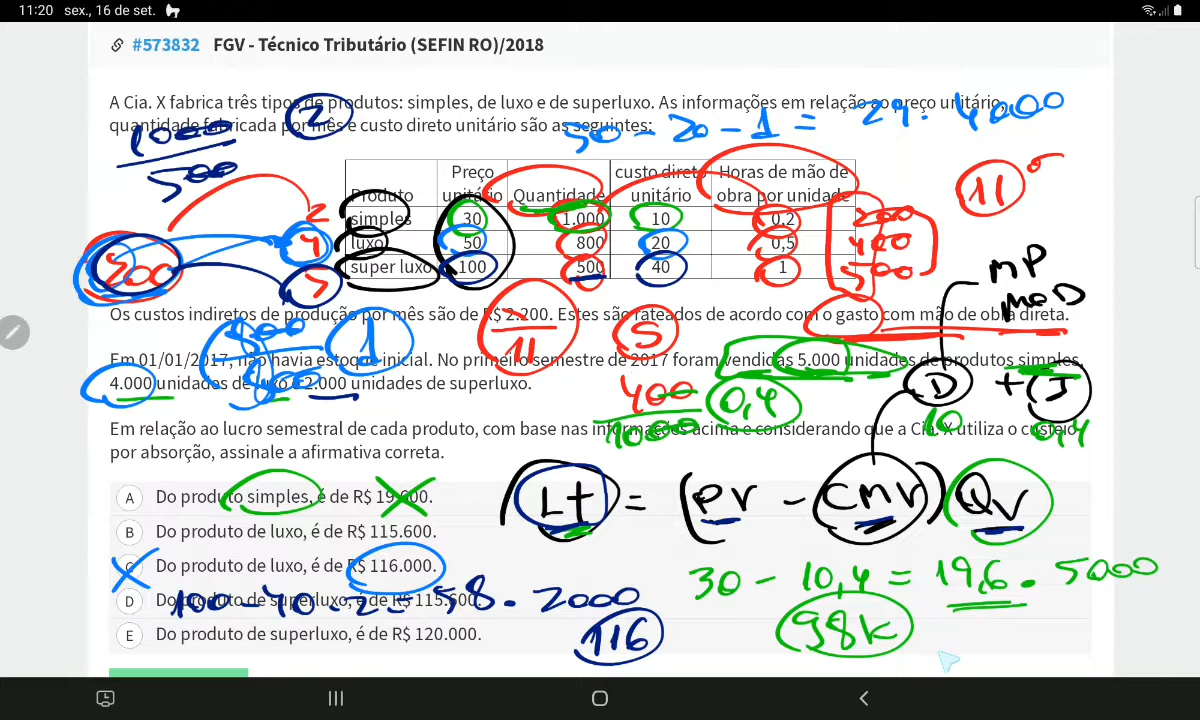 11:20 sex., 16 de set.
#573832 FGV - Técnico Tributário (SEFIN RO)/2018
A Cia. X fabrica três tipos de produtos: simples, de luxo e de superluxo. As informações em relação ao preço unitário,
quantidade fabricada por mês e custo direto unitário são as seguintes:
1000
500
2
50 - 20 - 1 = 29 . 4000
Produto Preço unitário Quantidade custo direto unitário Horas de mão de obra por unidade
simples 30 1.000 10 0,2 200
luxo 50 800 20 0,5 400
super luxo 100 500 40 1 500
11
2
4
5
MP
MOD
Os custos indiretos de produção por mês são de R$ 2.200. Estes são rateados de acordo com o gasto com mão de obra direta.
11
Em 01/01/2017, não havia estoque inicial. No primeiro semestre de 2017 foram vendidas 5.000 unidades de produtos simples,
4.000 unidades de luxo e 2.000 unidades de superluxo.
1
400
1000
0,4
D + I
10 0,4
Em relação ao lucro semestral de cada produto, com base nas informações acima e considerando que a Cia. X utiliza o custeio
por absorção, assinale a afirmativa correta.
A Do produto simples, é de R$ 19.600.
B Do produto de luxo, é de R$ 115.600.
C Do produto de luxo, é de R$ 116.000.
D Do produto de superluxo, é de R$ 115.600.
E Do produto de superluxo, é de R$ 120.000.
Lt = (PV - CMV) QV
30 - 10,4 = 19,6 . 5000
98K
100 - 40 - 2 = 58 . 2000
116